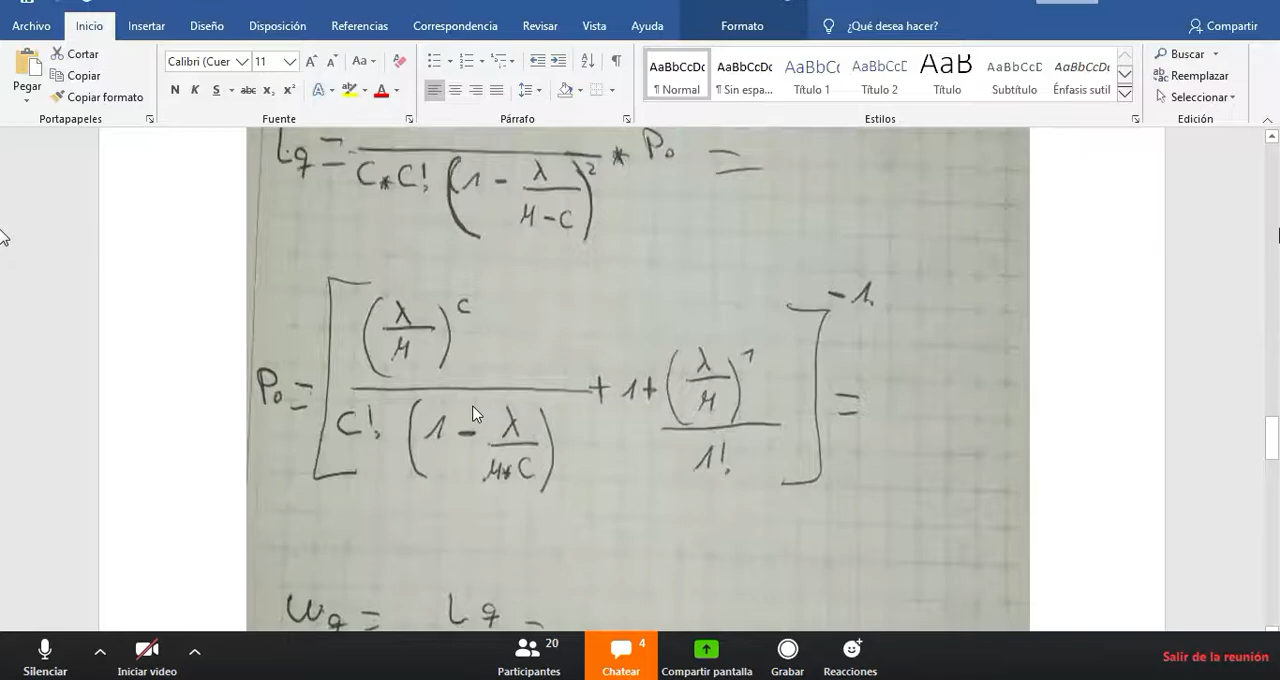 Archivo Inicio Insertar Diseño Disposición Referencias Correspondencia Revisar Vista Ayuda Formato ¿Qué desea hacer? Compartir
Pegar
Cortar
Copiar
Copiar formato
Portapapeles
Calibri (Cuer 11
N K S abc x₂ x²
Fuente
Párrafo
AaBbCcDc AaBbCcDc AaBbCc AaBbCcD AaB AaBbCcD AaBbCcDc
¶ Normal ¶ Sin espa... Título 1 Título 2 Título Subtítulo Énfasis sutil
Estilos
Buscar
Reemplazar
Seleccionar
Edición
Lq = / (C * C! (1 - λ/(μ-C))²) * P₀ =
P₀ = [ (λ/μ)^C / (C! (1 - λ/(μ*C))) + 1 + (λ/μ)^1 / 1! ]^-1 =
Wq = Lq =
Silenciar
Iniciar video
20
Participantes
4
Chatear
Compartir pantalla
Grabar
Reacciones
Salir de la reunión